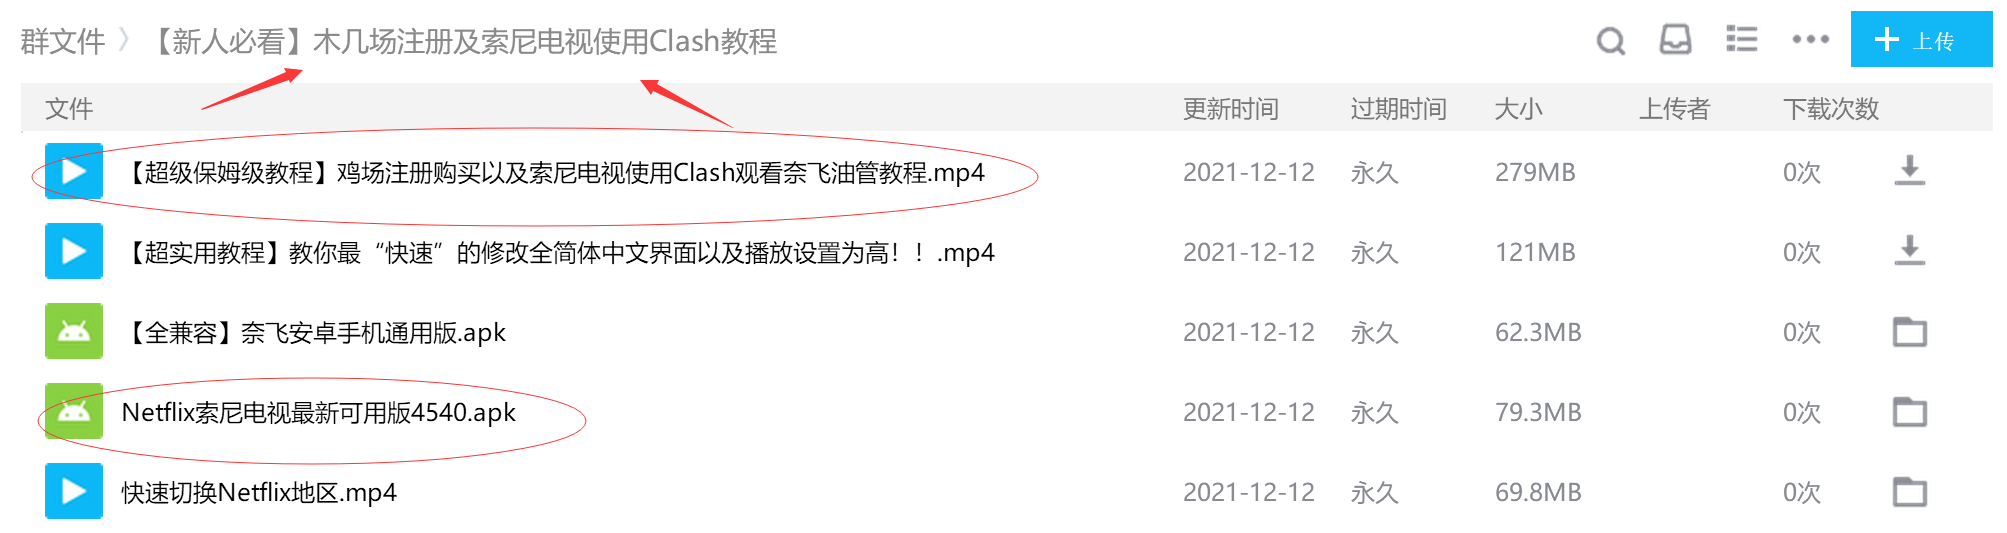 群文件 〉【新人必看】木几场注册及索尼电视使用Clash教程
上传
文件 更新时间 过期时间 大小 上传者 下载次数
【超级保姆级教程】鸡场注册购买以及索尼电视使用Clash观看奈飞油管教程.mp4 2021-12-12 永久 279MB 0次
【超实用教程】教你最“快速”的修改全简体中文界面以及播放设置为高！！.mp4 2021-12-12 永久 121MB 0次
【全兼容】奈飞安卓手机通用版.apk 2021-12-12 永久 62.3MB 0次
Netflix索尼电视最新可用版4540.apk 2021-12-12 永久 79.3MB 0次
快速切换Netflix地区.mp4 2021-12-12 永久 69.8MB 0次